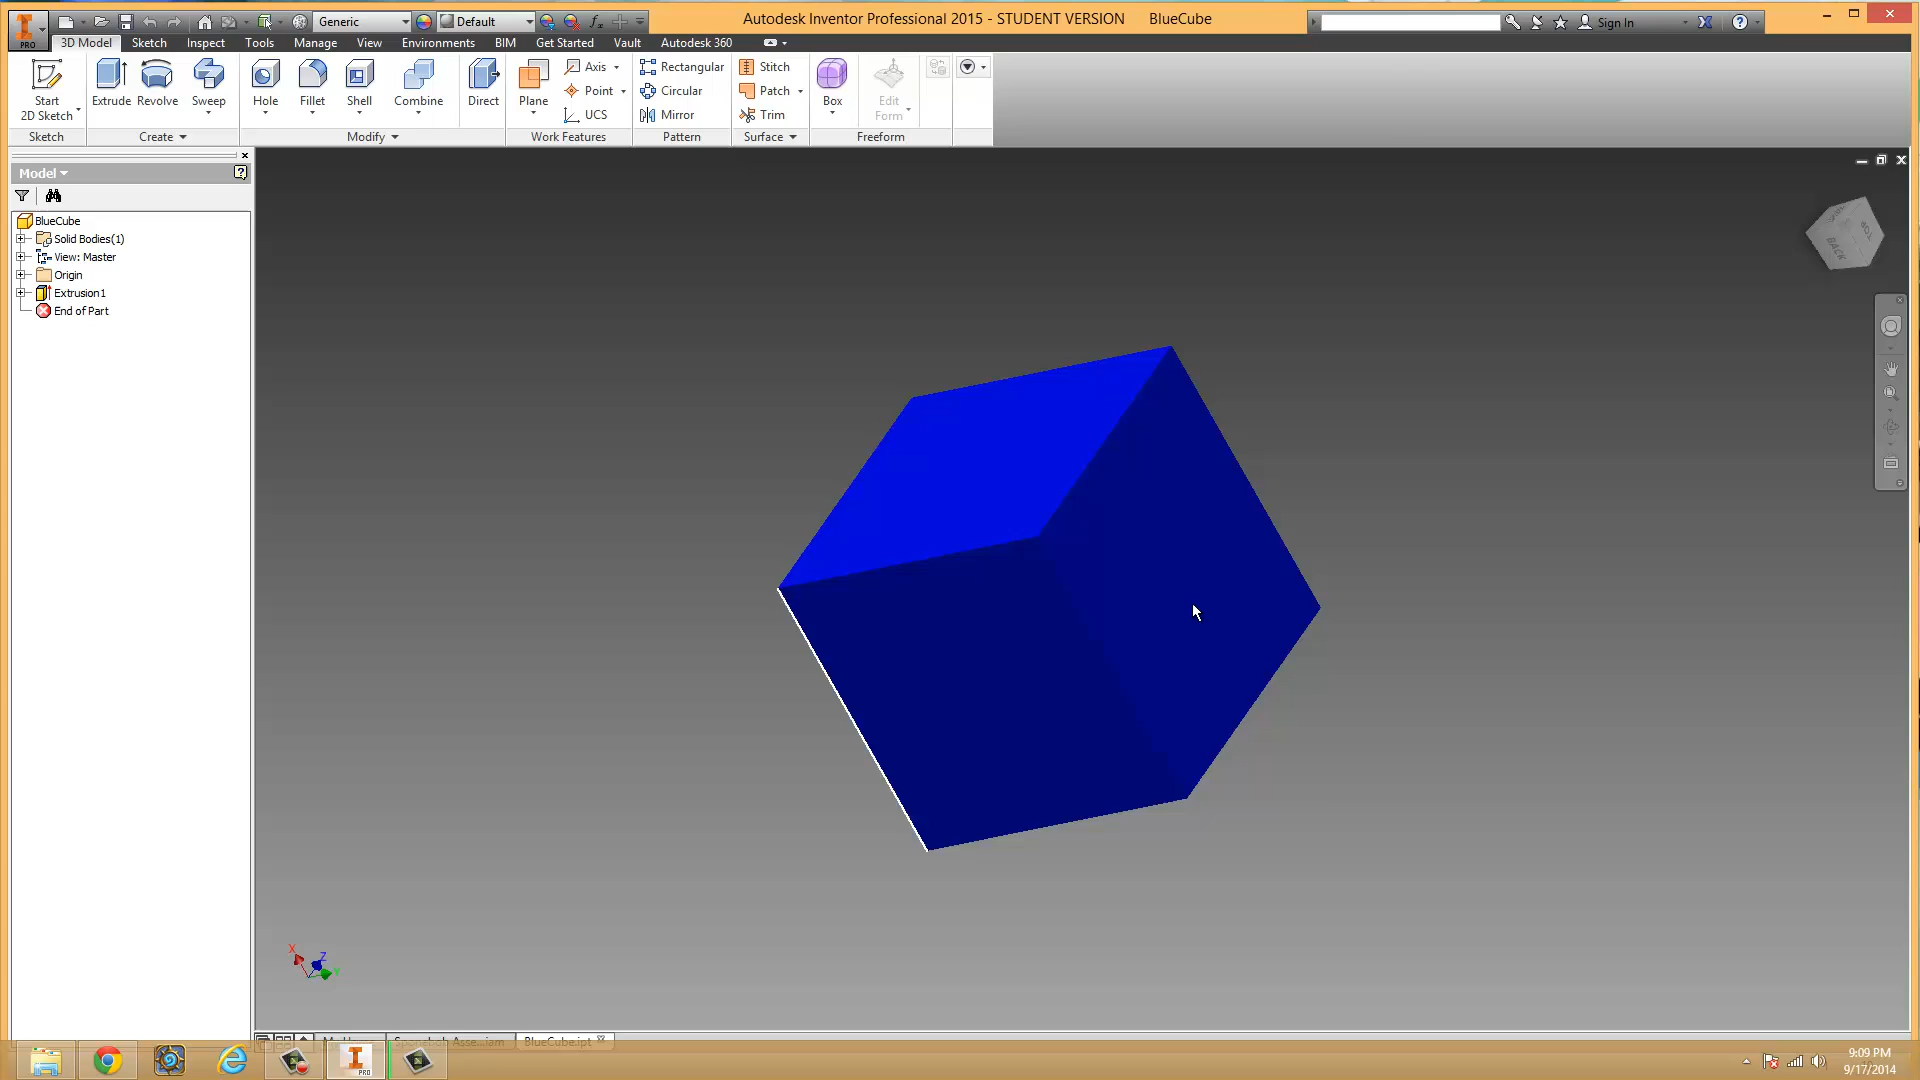 Generic
Default
Autodesk Inventor Professional 2015 - STUDENT VERSION BlueCube
Sign In
PRO
3D Model Sketch Inspect Tools Manage View Environments BIM Get Started Vault Autodesk 360
Start
2D Sketch
Extrude Revolve Sweep
Hole Fillet Shell Combine
Direct
Plane
Axis
Point
UCS
Rectangular
Circular
Mirror
Stitch
Patch
Trim
Box
Edit
Form
Sketch Create Modify Work Features Pattern Surface Freeform
Model
BlueCube
Solid Bodies(1)
View: Master
Origin
Extrusion1
End of Part
TOP
BACK
X
Z
Y
BlueCube.ipt
PRO
9:09 PM
9/17/2014